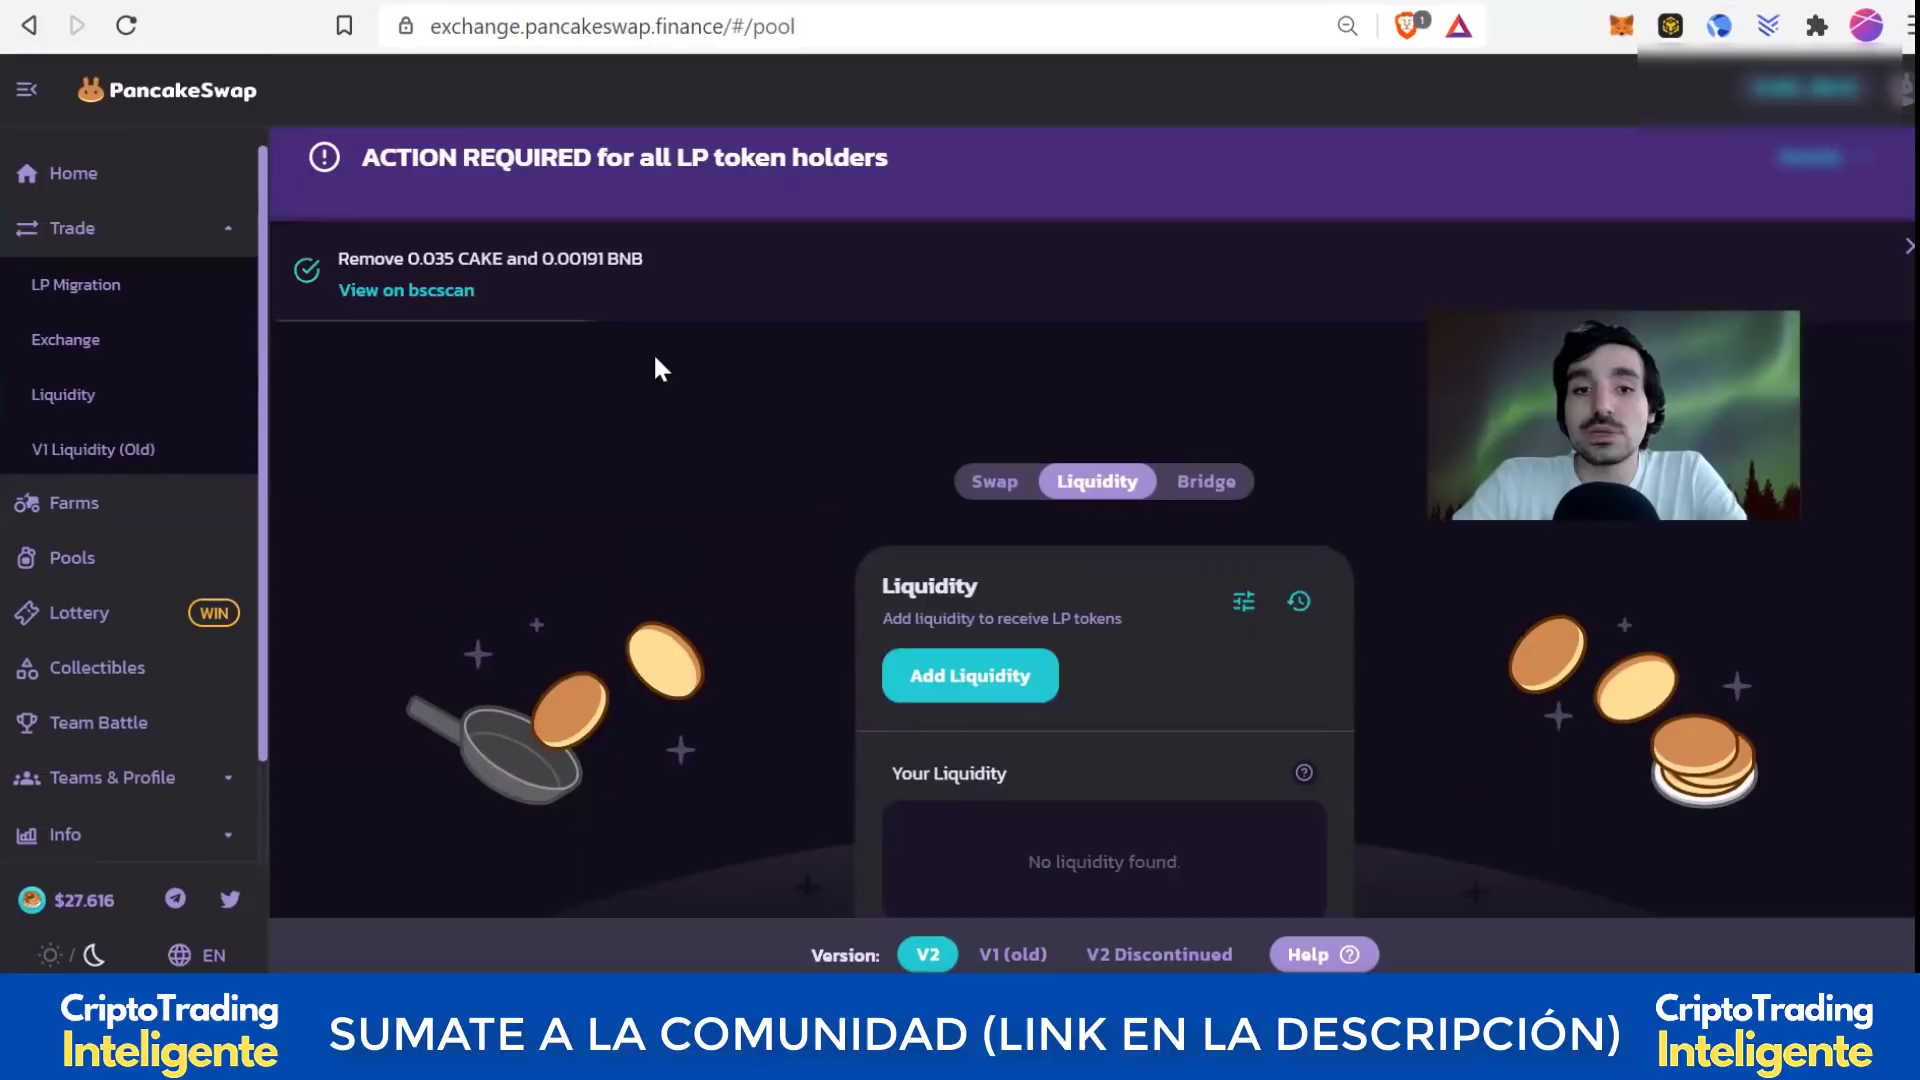 exchange.pancakeswap.finance/#/pool
1
PancakeSwap
ACTION REQUIRED for all LP token holders
Home
Trade
LP Migration
Exchange
Liquidity
V1 Liquidity (Old)
Farms
Pools
Lottery
WIN
Collectibles
Team Battle
Teams & Profile
Info
$27.616
EN
Remove 0.035 CAKE and 0.00191 BNB
View on bscscan
Swap
Liquidity
Bridge
Liquidity
Add liquidity to receive LP tokens
Add Liquidity
Your Liquidity
No liquidity found.
Version:
V2
V1 (old)
V2 Discontinued
Help
CriptoTrading
Inteligente
SUMATE A LA COMUNIDAD (LINK EN LA DESCRIPCIÓN)
CriptoTrading
Inteligente